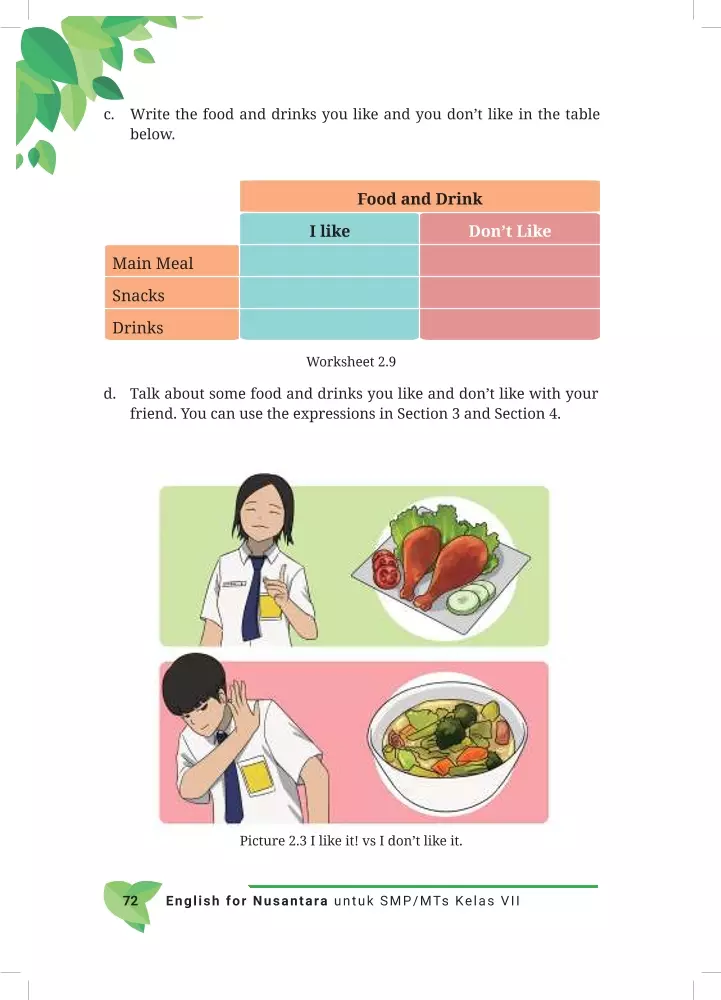 c. Write the food and drinks you like and you don’t like in the table
below.
Food and Drink
I like Don’t Like
Main Meal
Snacks
Drinks
Worksheet 2.9
d. Talk about some food and drinks you like and don’t like with your
friend. You can use the expressions in Section 3 and Section 4.
Picture 2.3 I like it! vs I don’t like it.
72 English for Nusantara untuk SMP/MTs Kelas VII